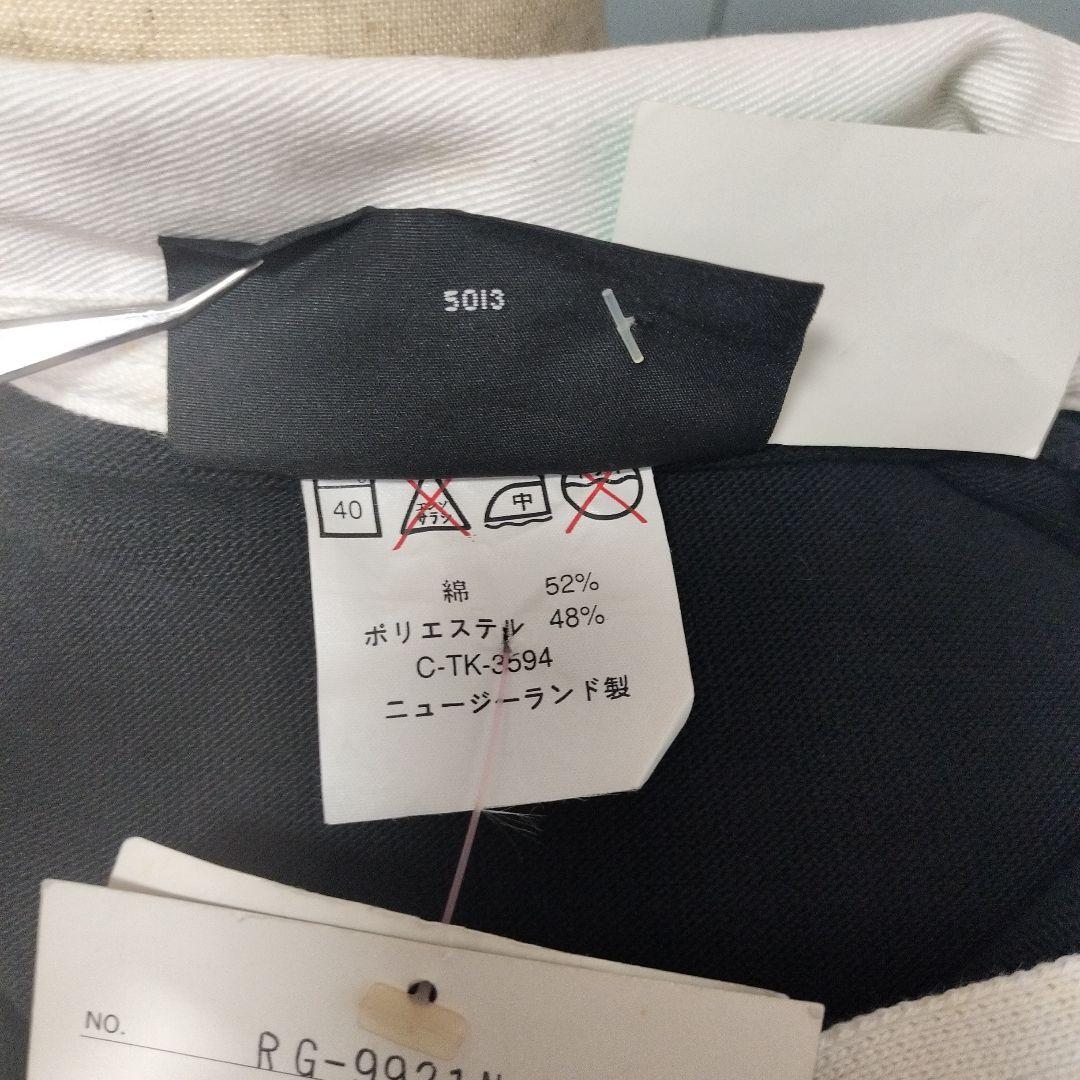 5013
40
中
綿 52%
ポリエステル 48%
C-TK-3594
ニュージーランド製
NO.